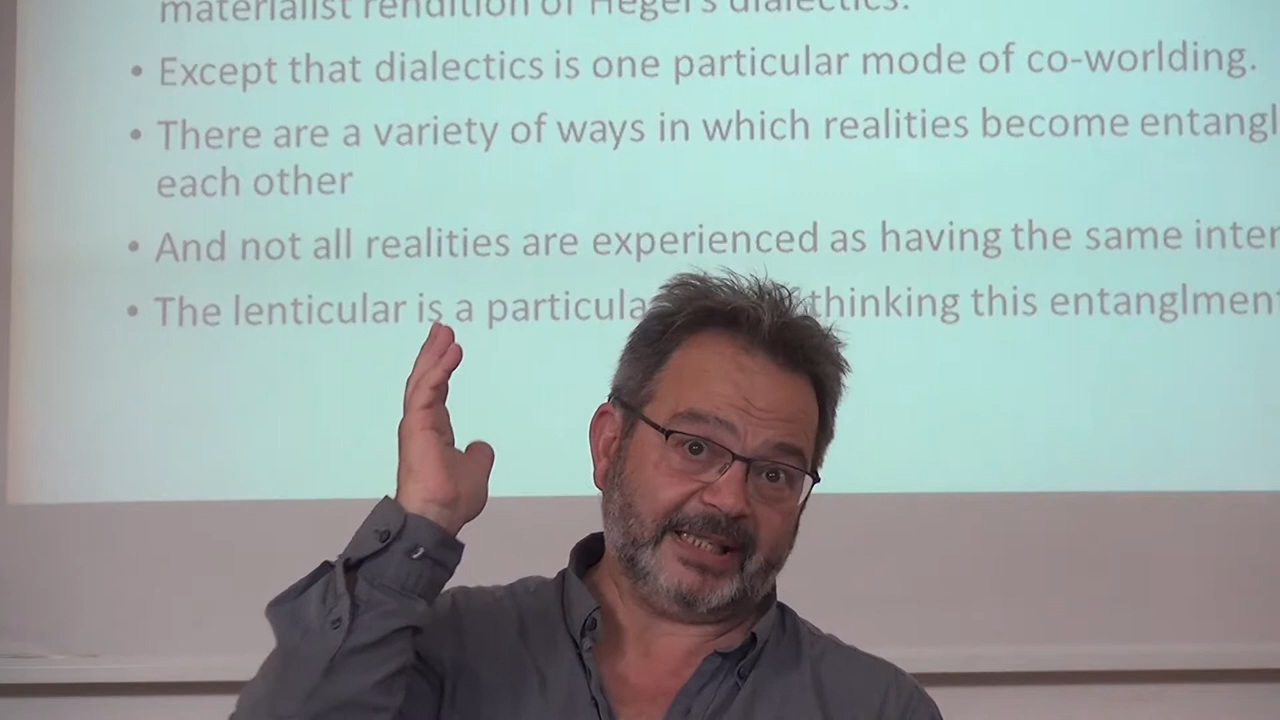 materialist rendition of Hegel's dialectics.
• Except that dialectics is one particular mode of co-worlding.
• There are a variety of ways in which realities become entangl
each other
• And not all realities are experienced as having the same inter
• The lenticular is a particula thinking this entanglmen